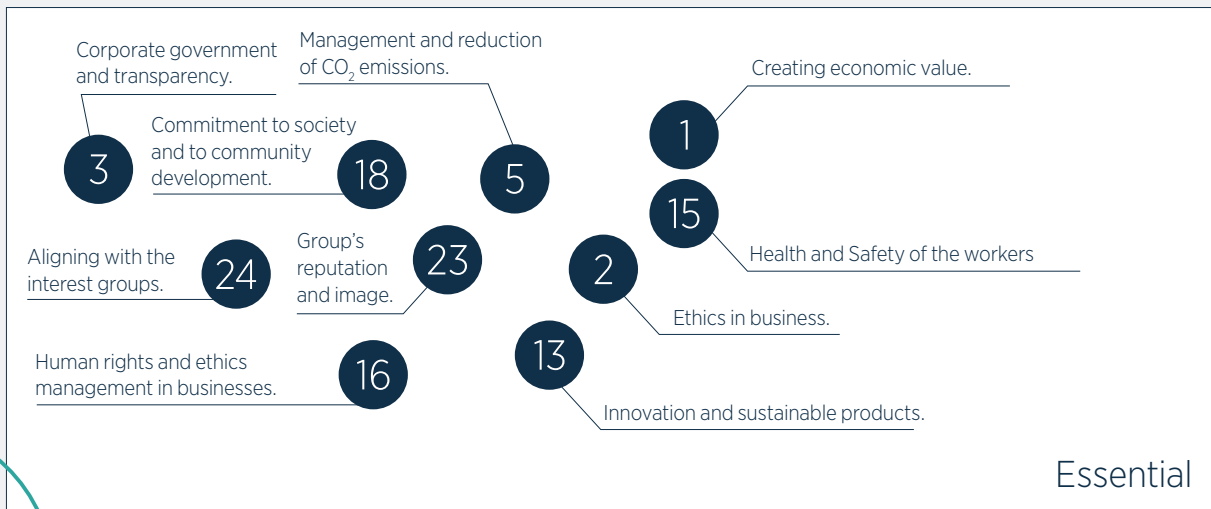 Corporate government
and transparency.
3
Management and reduction
of CO₂ emissions.
5
Creating economic value.
1
Commitment to society
and to community
development.
18
15
Health and Safety of the workers
Aligning with the
interest groups.
24
Group’s
reputation
and image.
23
2
Ethics in business.
Human rights and ethics
management in businesses.
16
13
Innovation and sustainable products.
Essential